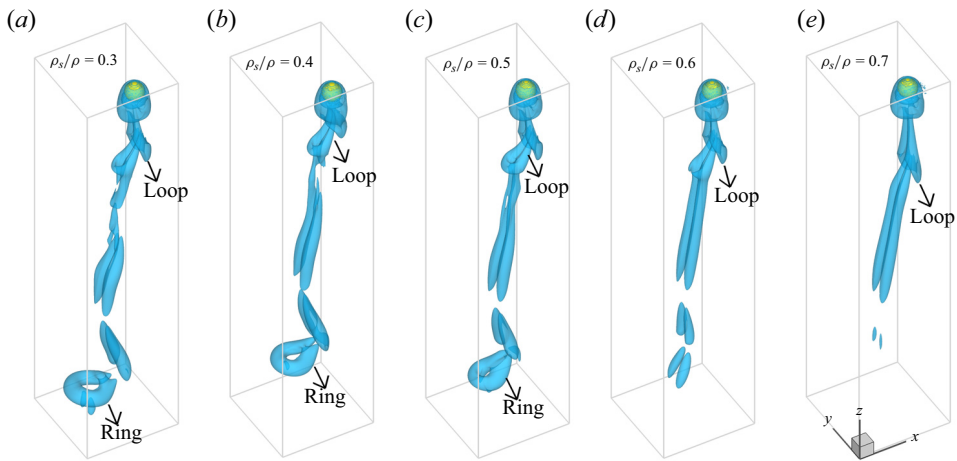 (a)
(b)
(c)
(d)
(e)
ρs/ρ = 0.3
ρs/ρ = 0.4
ρs/ρ = 0.5
ρs/ρ = 0.6
ρs/ρ = 0.7
Loop
Loop
Loop
Loop
Loop
Ring
Ring
Ring
y
z
x